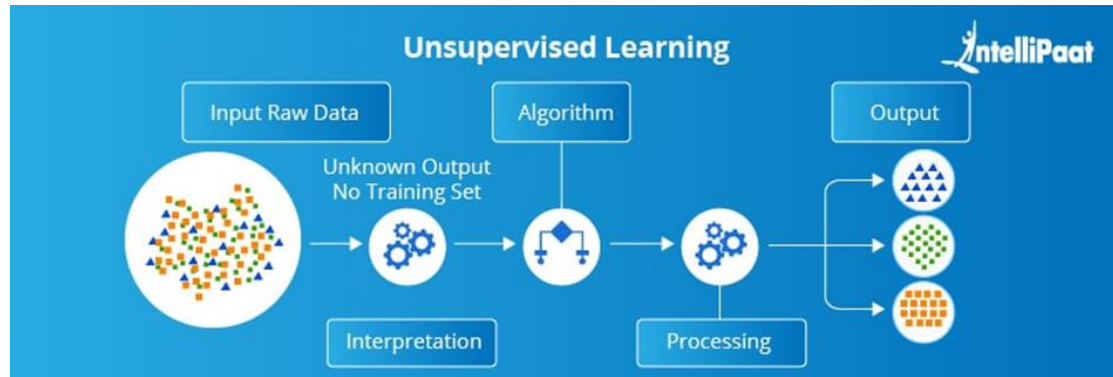 Unsupervised Learning
IntelliPaat
Input Raw Data
Algorithm
Output
Unknown Output
No Training Set
Interpretation
Processing